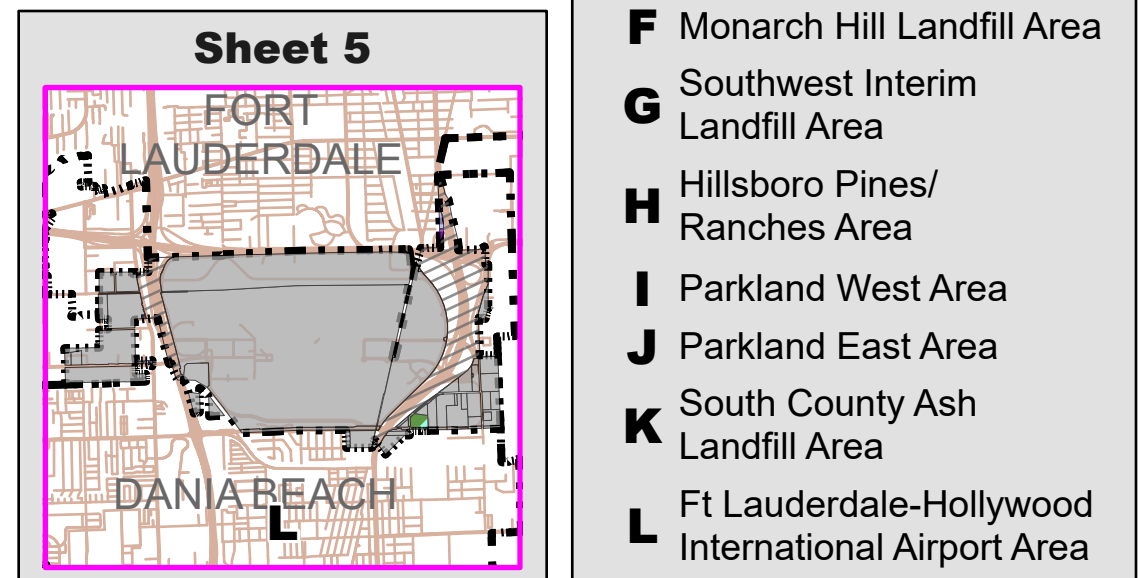 Sheet 5
FORT
LAUDERDALE
DANIA BEACH
L
F Monarch Hill Landfill Area
G Southwest Interim
Landfill Area
H Hillsboro Pines/
Ranches Area
I Parkland West Area
J Parkland East Area
K South County Ash
Landfill Area
L Ft Lauderdale-Hollywood
International Airport Area